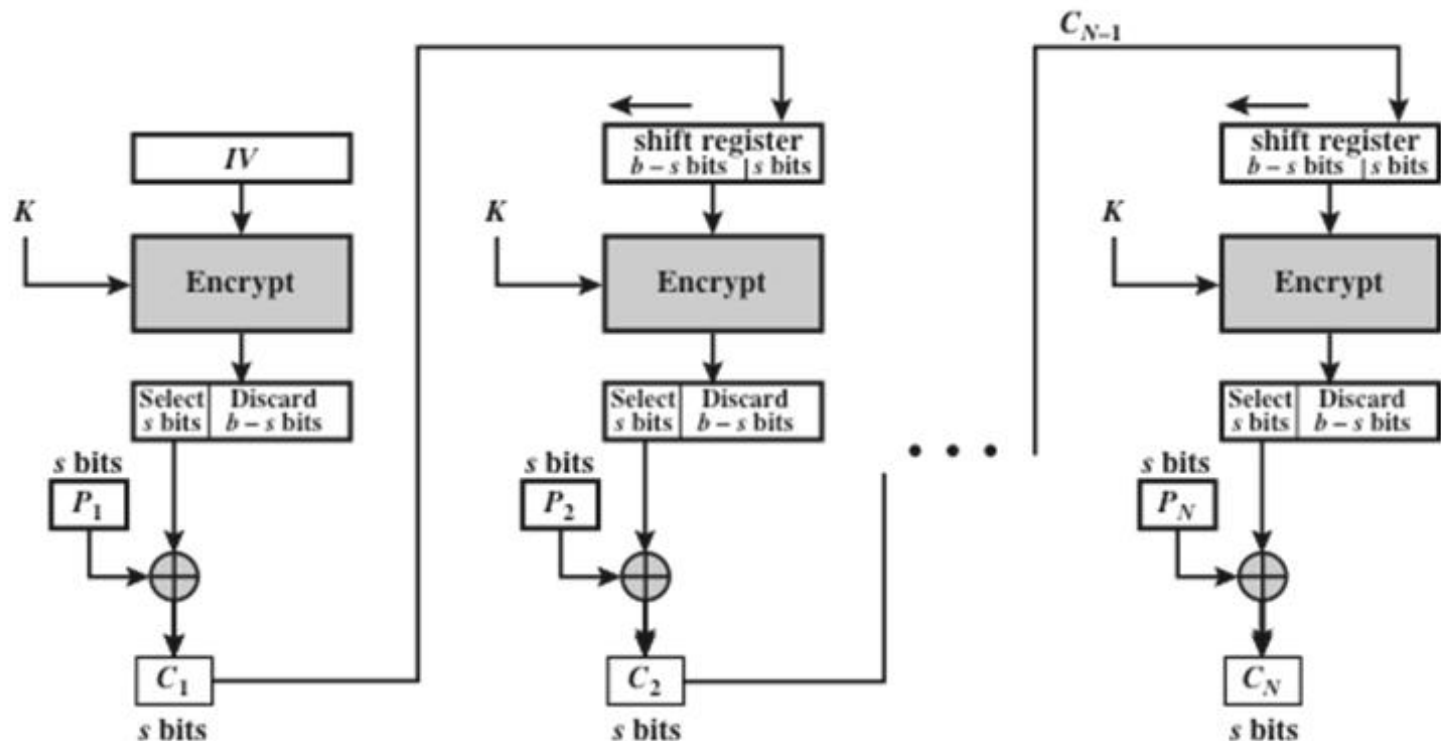 C_{N-1}
IV
shift register
b – s bits | s bits
shift register
b – s bits | s bits
K
K
K
Encrypt
Encrypt
Encrypt
Select
s bits
Discard
b – s bits
Select
s bits
Discard
b – s bits
Select
s bits
Discard
b – s bits
• • •
s bits
P_1
s bits
P_2
s bits
P_N
C_1
s bits
C_2
s bits
C_N
s bits